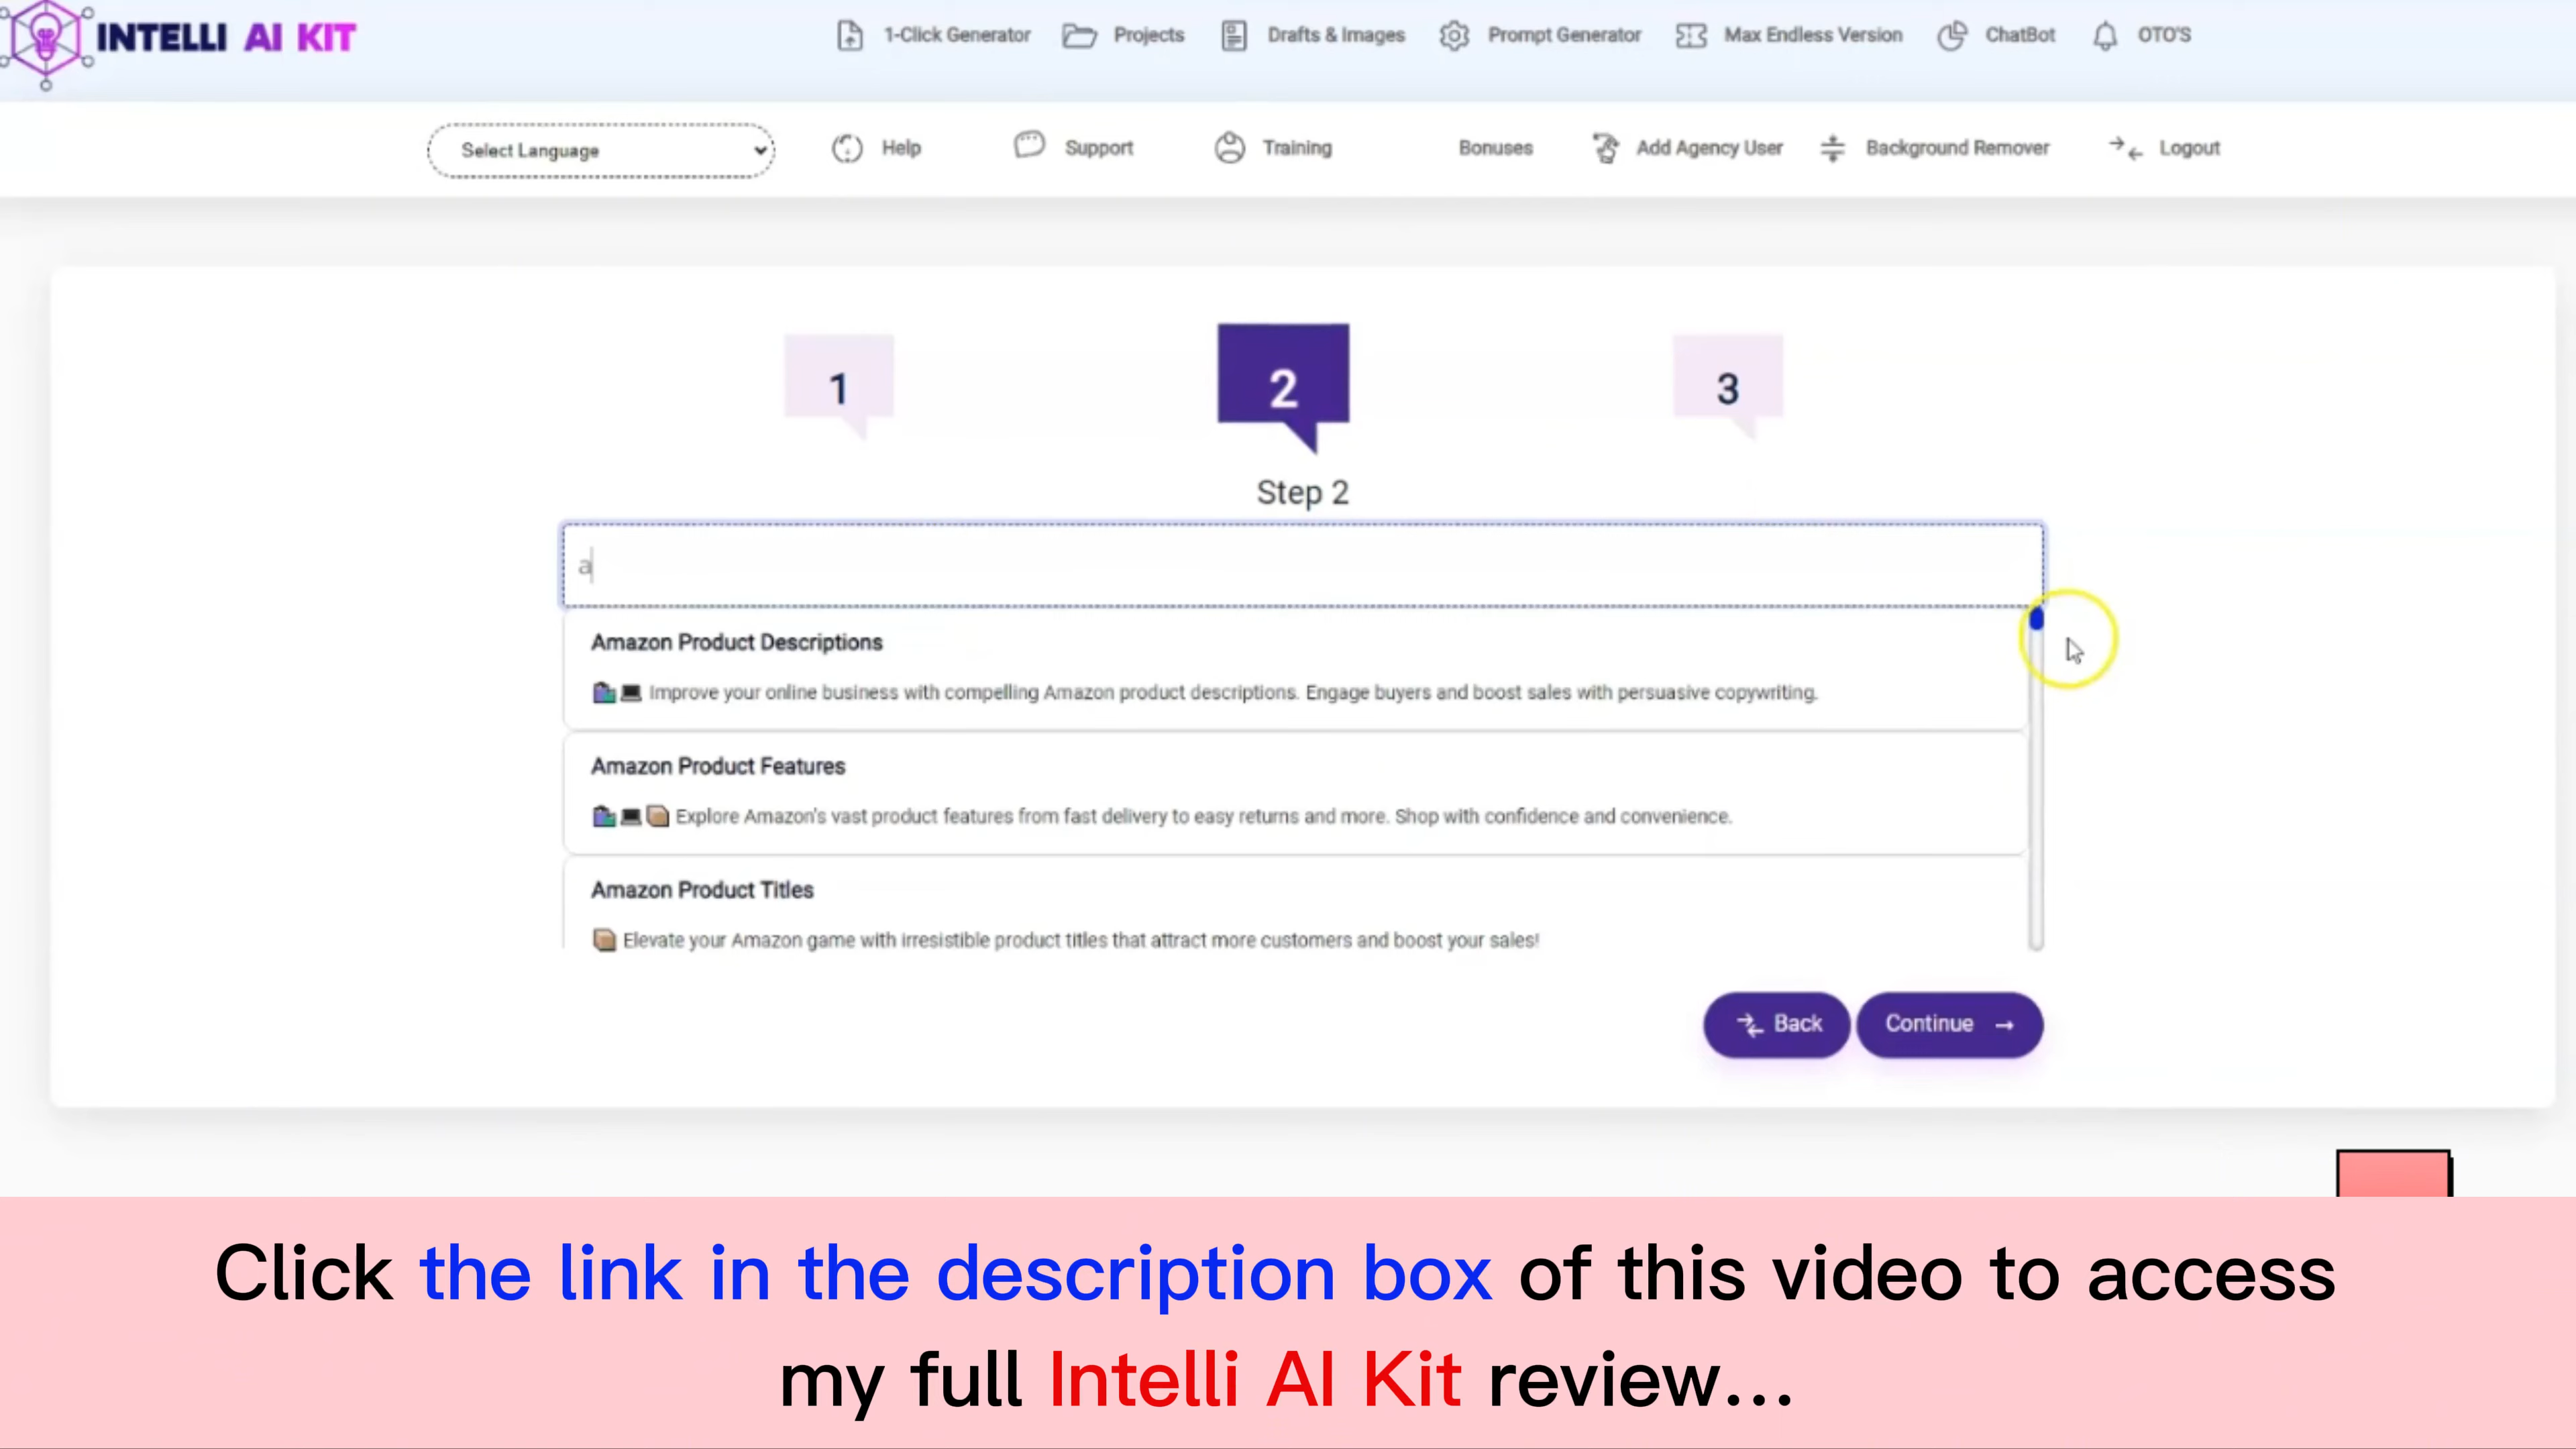 INTELLI AI KIT
1-Click Generator Projects Drafts & Images Prompt Generator Max Endless Version ChatBot OTO'S
Select Language Help Support Training Bonuses Add Agency User Background Remover Logout
1 2 3
Step 2
a
Amazon Product Descriptions
Improve your online business with compelling Amazon product descriptions. Engage buyers and boost sales with persuasive copywriting.
Amazon Product Features
Explore Amazon's vast product features from fast delivery to easy returns and more. Shop with confidence and convenience.
Amazon Product Titles
Elevate your Amazon game with irresistible product titles that attract more customers and boost your sales!
Back Continue
Click the link in the description box of this video to access
my full Intelli AI Kit review...